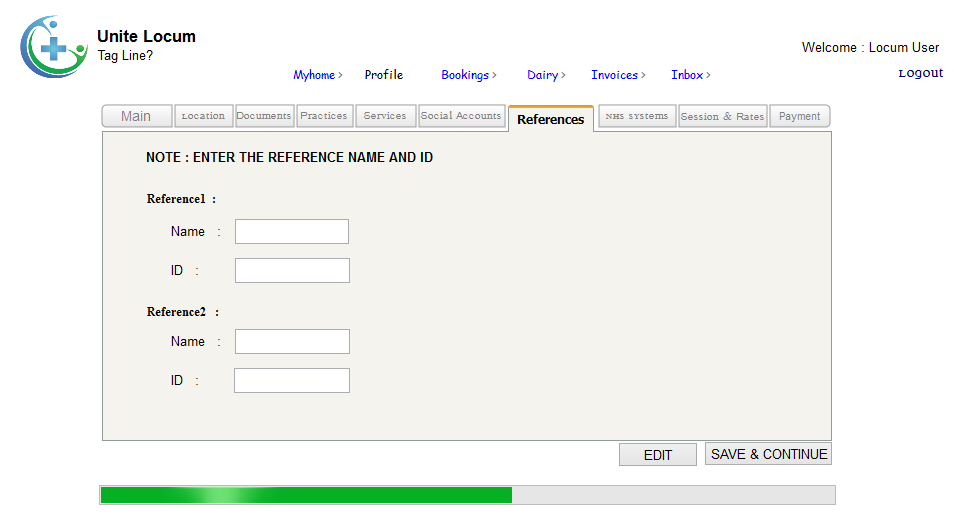 Unite Locum
Tag Line?
Welcome : Locum User
Logout
Myhome > Profile Bookings > Dairy > Invoices > Inbox >
Main Location Documents Practices Services Social Accounts References NHS SYSTEMS Session & Rates Payment
NOTE : ENTER THE REFERENCE NAME AND ID
Reference1 :
Name :
ID :
Reference2 :
Name :
ID :
EDIT SAVE & CONTINUE